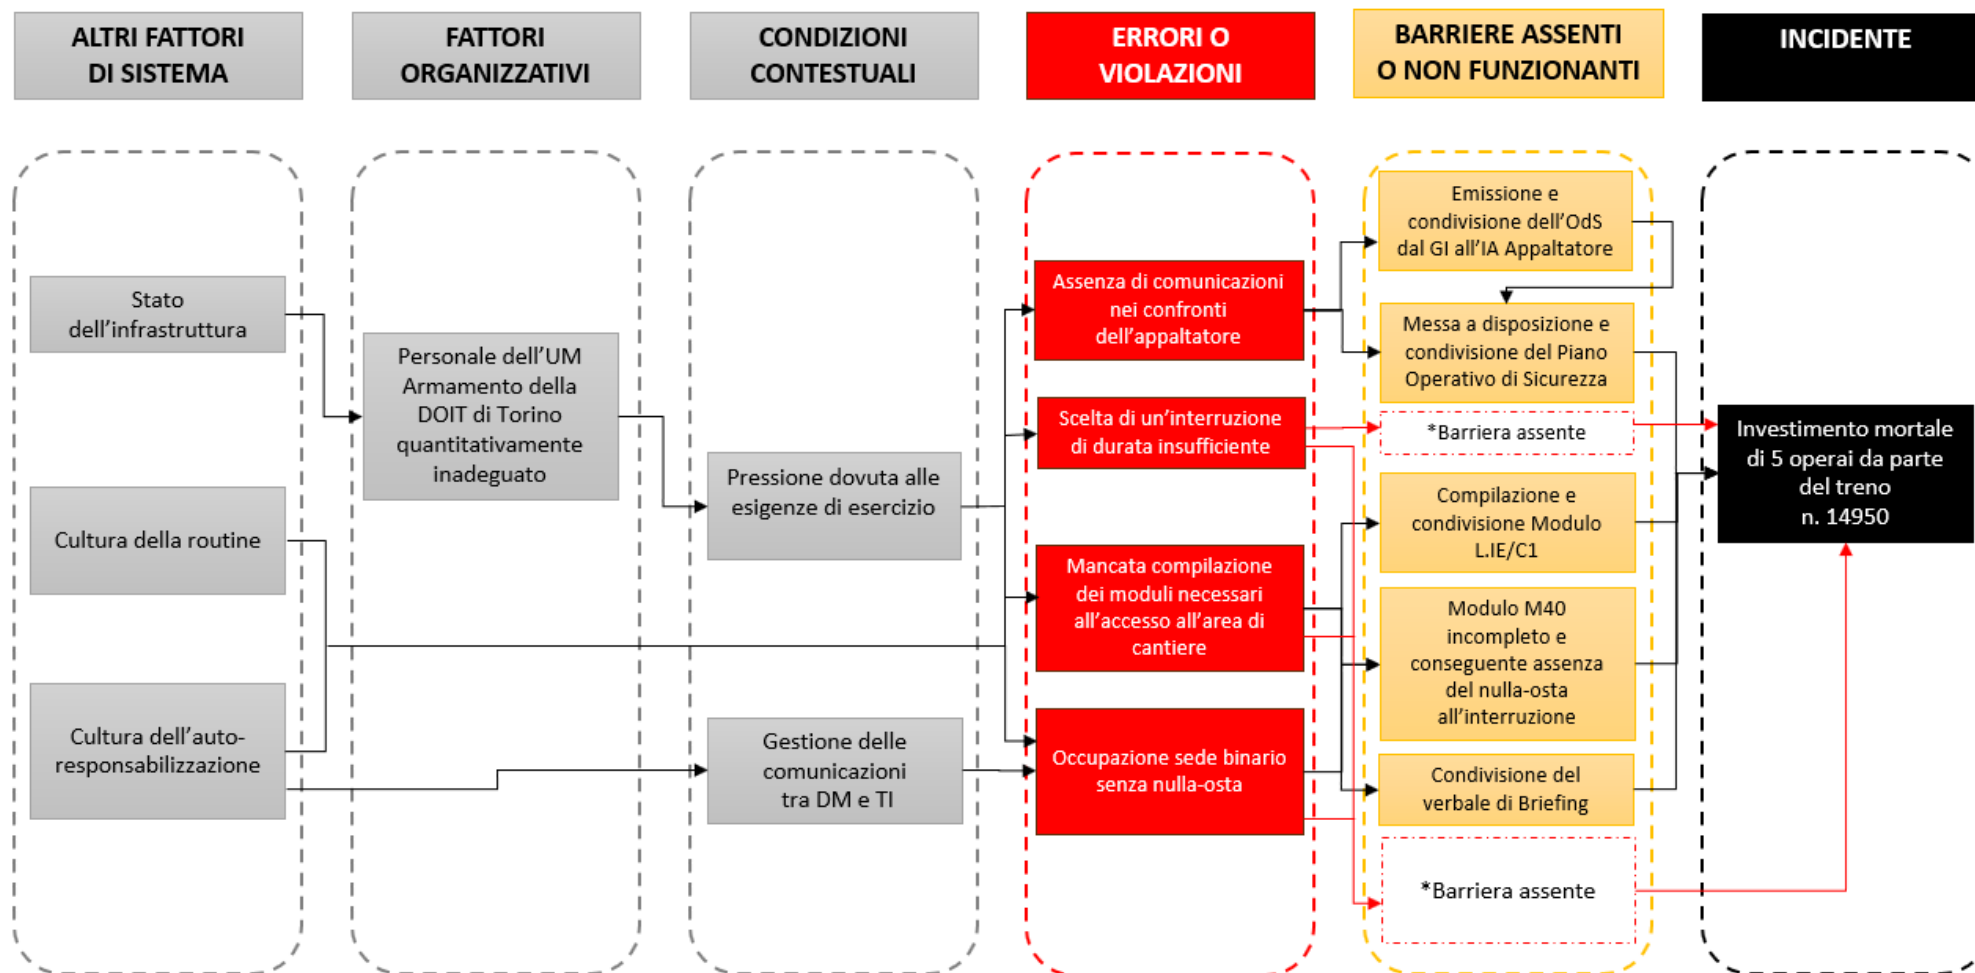 ALTRI FATTORI
DI SISTEMA
FATTORI
ORGANIZZATIVI
CONDIZIONI
CONTESTUALI
ERRORI O
VIOLAZIONI
BARRIERE ASSENTI
O NON FUNZIONANTI
INCIDENTE
Stato
dell'infrastruttura
Cultura della routine
Cultura dell'auto-
responsabilizzazione
Personale dell'UM
Armamento della
DOIT di Torino
quantitativamente
inadeguato
Pressione dovuta alle
esigenze di esercizio
Gestione delle
comunicazioni
tra DM e TI
Assenza di comunicazioni
nei confronti
dell'appaltatore
Scelta di un'interruzione
di durata insufficiente
Mancata compilazione
dei moduli necessari
all'accesso all'area di
cantiere
Occupazione sede binario
senza nulla-osta
Emissione e
condivisione dell'OdS
dal GI all'IA Appaltatore
Messa a disposizione e
condivisione del Piano
Operativo di Sicurezza
*Barriera assente
Compilazione e
condivisione Modulo
L.IE/C1
Modulo M40
incompleto e
conseguente assenza
del nulla-osta
all'interruzione
Condivisione del
verbale di Briefing
*Barriera assente
Investimento mortale
di 5 operai da parte
del treno
n. 14950